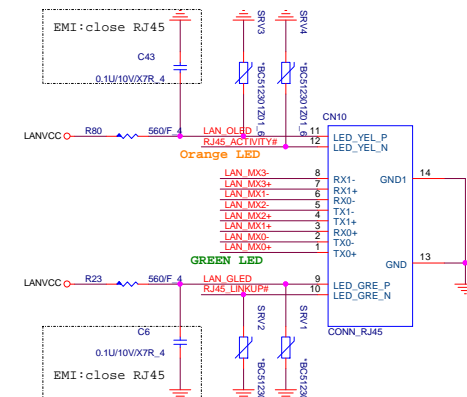 EMI:close RJ45
C43
0.1U/10V/X7R_4
SRV3
SRV4
*BC512301Z01_6
*BC512301Z01_6
CN10
LANVCC
R80
560/F_4
LAN_OLED
RJ45_ACTIVITY#
Orange LED
11
12
LED_YEL_P
LED_YEL_N
LAN_MX3-
LAN_MX3+
LAN_MX1-
LAN_MX2-
LAN_MX2+
LAN_MX1+
LAN_MX0-
LAN_MX0+
8
7
6
5
4
3
2
1
RX1-
RX1+
RX0-
TX1-
TX1+
RX0+
TX0-
TX0+
GND1
14
GND
13
GREEN LED
LANVCC
R23
560/F_4
LAN_GLED
RJ45_LINKUP#
9
10
LED_GRE_P
LED_GRE_N
CONN_RJ45
C6
0.1U/10V/X7R_4
EMI:close RJ45
SRV2
SRV1